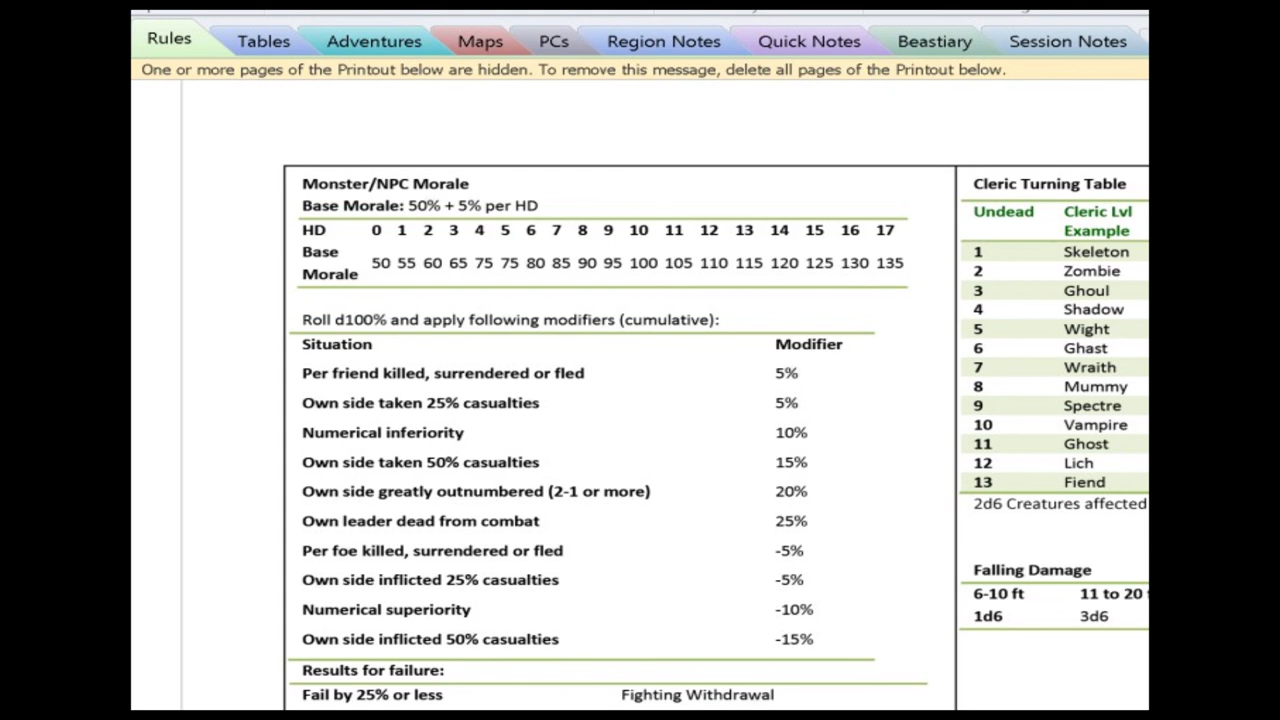 Rules Tables Adventures Maps PCs Region Notes Quick Notes Beastiary Session Notes
One or more pages of the Printout below are hidden. To remove this message, delete all pages of the Printout below.
Monster/NPC Morale
Base Morale: 50% + 5% per HD
HD 0 1 2 3 4 5 6 7 8 9 10 11 12 13 14 15 16 17
Base Morale 50 55 60 65 75 75 80 85 90 95 100 105 110 115 120 125 130 135
Roll d100% and apply following modifiers (cumulative):
Situation Modifier
Per friend killed, surrendered or fled 5%
Own side taken 25% casualties 5%
Numerical inferiority 10%
Own side taken 50% casualties 15%
Own side greatly outnumbered (2-1 or more) 20%
Own leader dead from combat 25%
Per foe killed, surrendered or fled -5%
Own side inflicted 25% casualties -5%
Numerical superiority -10%
Own side inflicted 50% casualties -15%
Results for failure:
Fail by 25% or less Fighting Withdrawal
Cleric Turning Table
Undead Cleric Lvl
Example
1 Skeleton
2 Zombie
3 Ghoul
4 Shadow
5 Wight
6 Ghast
7 Wraith
8 Mummy
9 Spectre
10 Vampire
11 Ghost
12 Lich
13 Fiend
2d6 Creatures affected
Falling Damage
6-10 ft 11 to 20
1d6 3d6